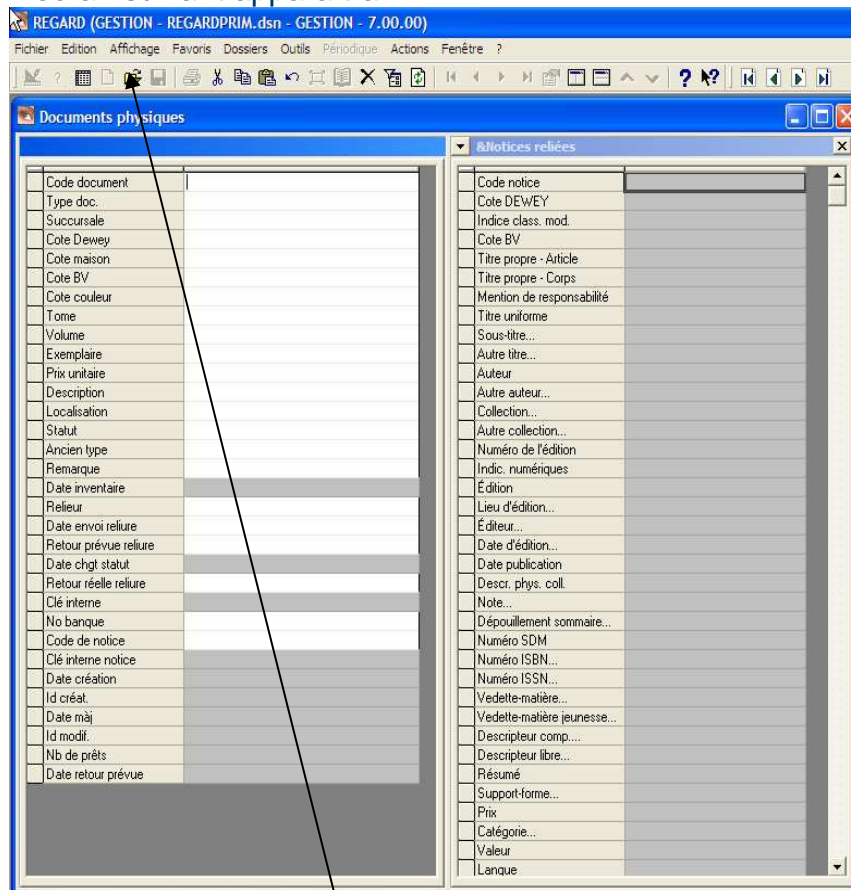 REGARD (GESTION - REGARDPRIM.dsn - GESTION - 7.00.00)
Fichier Edition Affichage Favoris Dossiers Outils Périodique Actions Fenêtre ?
Documents physiques
&Notices reliées
Code document
Type doc.
Succursale
Cote Dewey
Cote maison
Cote BV
Cote couleur
Tome
Volume
Exemplaire
Prix unitaire
Description
Localisation
Statut
Ancien type
Remarque
Date inventaire
Relieur
Date envoi reliure
Retour prévue reliure
Date chgt statut
Retour réelle reliure
Clé interne
No banque
Code de notice
Clé interne notice
Date création
Id créat.
Date màj
Id modif.
Nb de prêts
Date retour prévue
Code notice
Cote DEWEY
Indice class. mod.
Cote BV
Titre propre - Article
Titre propre - Corps
Mention de responsabilité
Titre uniforme
Sous-titre...
Autre titre...
Auteur
Autre auteur...
Collection...
Autre collection...
Numéro de l'édition
Indic. numériques
Édition
Lieu d'édition...
Éditeur...
Date d'édition...
Date publication
Descr. phys. coll.
Note...
Dépouillement sommaire...
Numéro SDM
Numéro ISBN...
Numéro ISSN...
Vedette-matière...
Vedette-matière jeunesse...
Descripteur comp....
Descripteur libre...
Résumé
Support-forme...
Prix
Catégorie...
Valeur
Langue